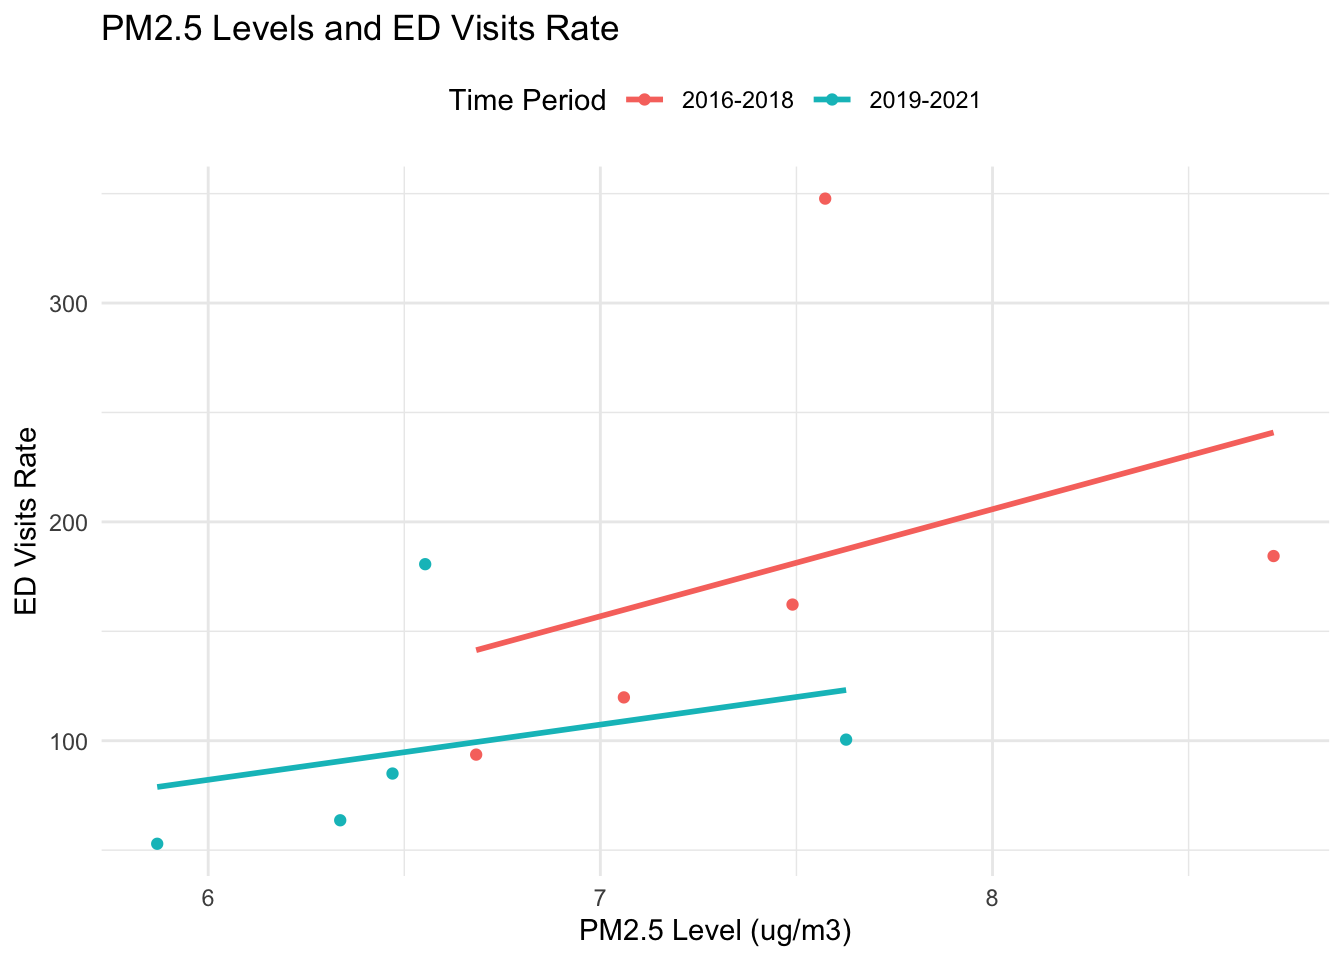 PM2.5 Levels and ED Visits Rate
Time Period 2016-2018 2019-2021
300
200
100
ED Visits Rate
6 7 8
PM2.5 Level (ug/m3)